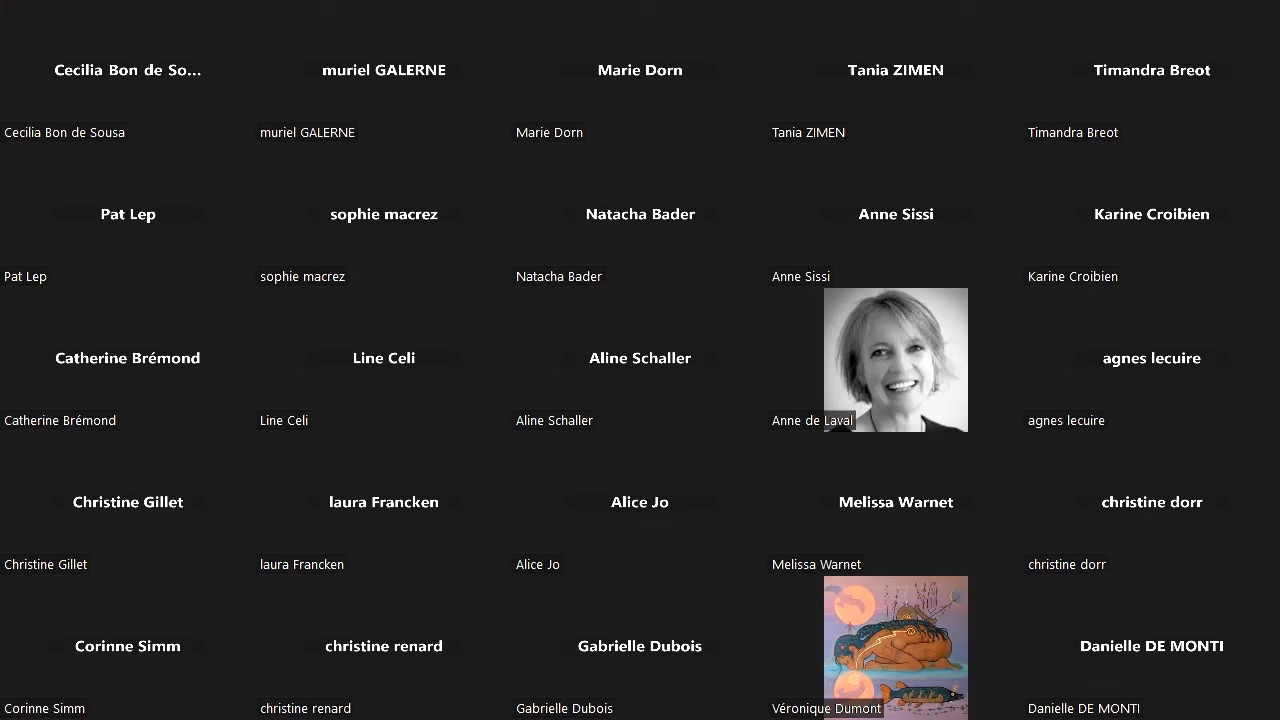 Cecilia Bon de So...
muriel GALERNE
Marie Dorn
Tania ZIMEN
Timandra Breot
Cecilia Bon de Sousa
muriel GALERNE
Marie Dorn
Tania ZIMEN
Timandra Breot
Pat Lep
sophie macrez
Natacha Bader
Anne Sissi
Karine Croibien
Pat Lep
sophie macrez
Natacha Bader
Anne Sissi
Karine Croibien
Catherine Brémond
Line Celi
Aline Schaller
agnes lecuire
Catherine Brémond
Line Celi
Aline Schaller
Anne de Laval
agnes lecuire
Christine Gillet
laura Francken
Alice Jo
Melissa Warnet
christine dorr
Christine Gillet
laura Francken
Alice Jo
Melissa Warnet
christine dorr
Corinne Simm
christine renard
Gabrielle Dubois
Danielle DE MONTI
Corinne Simm
christine renard
Gabrielle Dubois
Véronique Dumont
Danielle DE MONTI